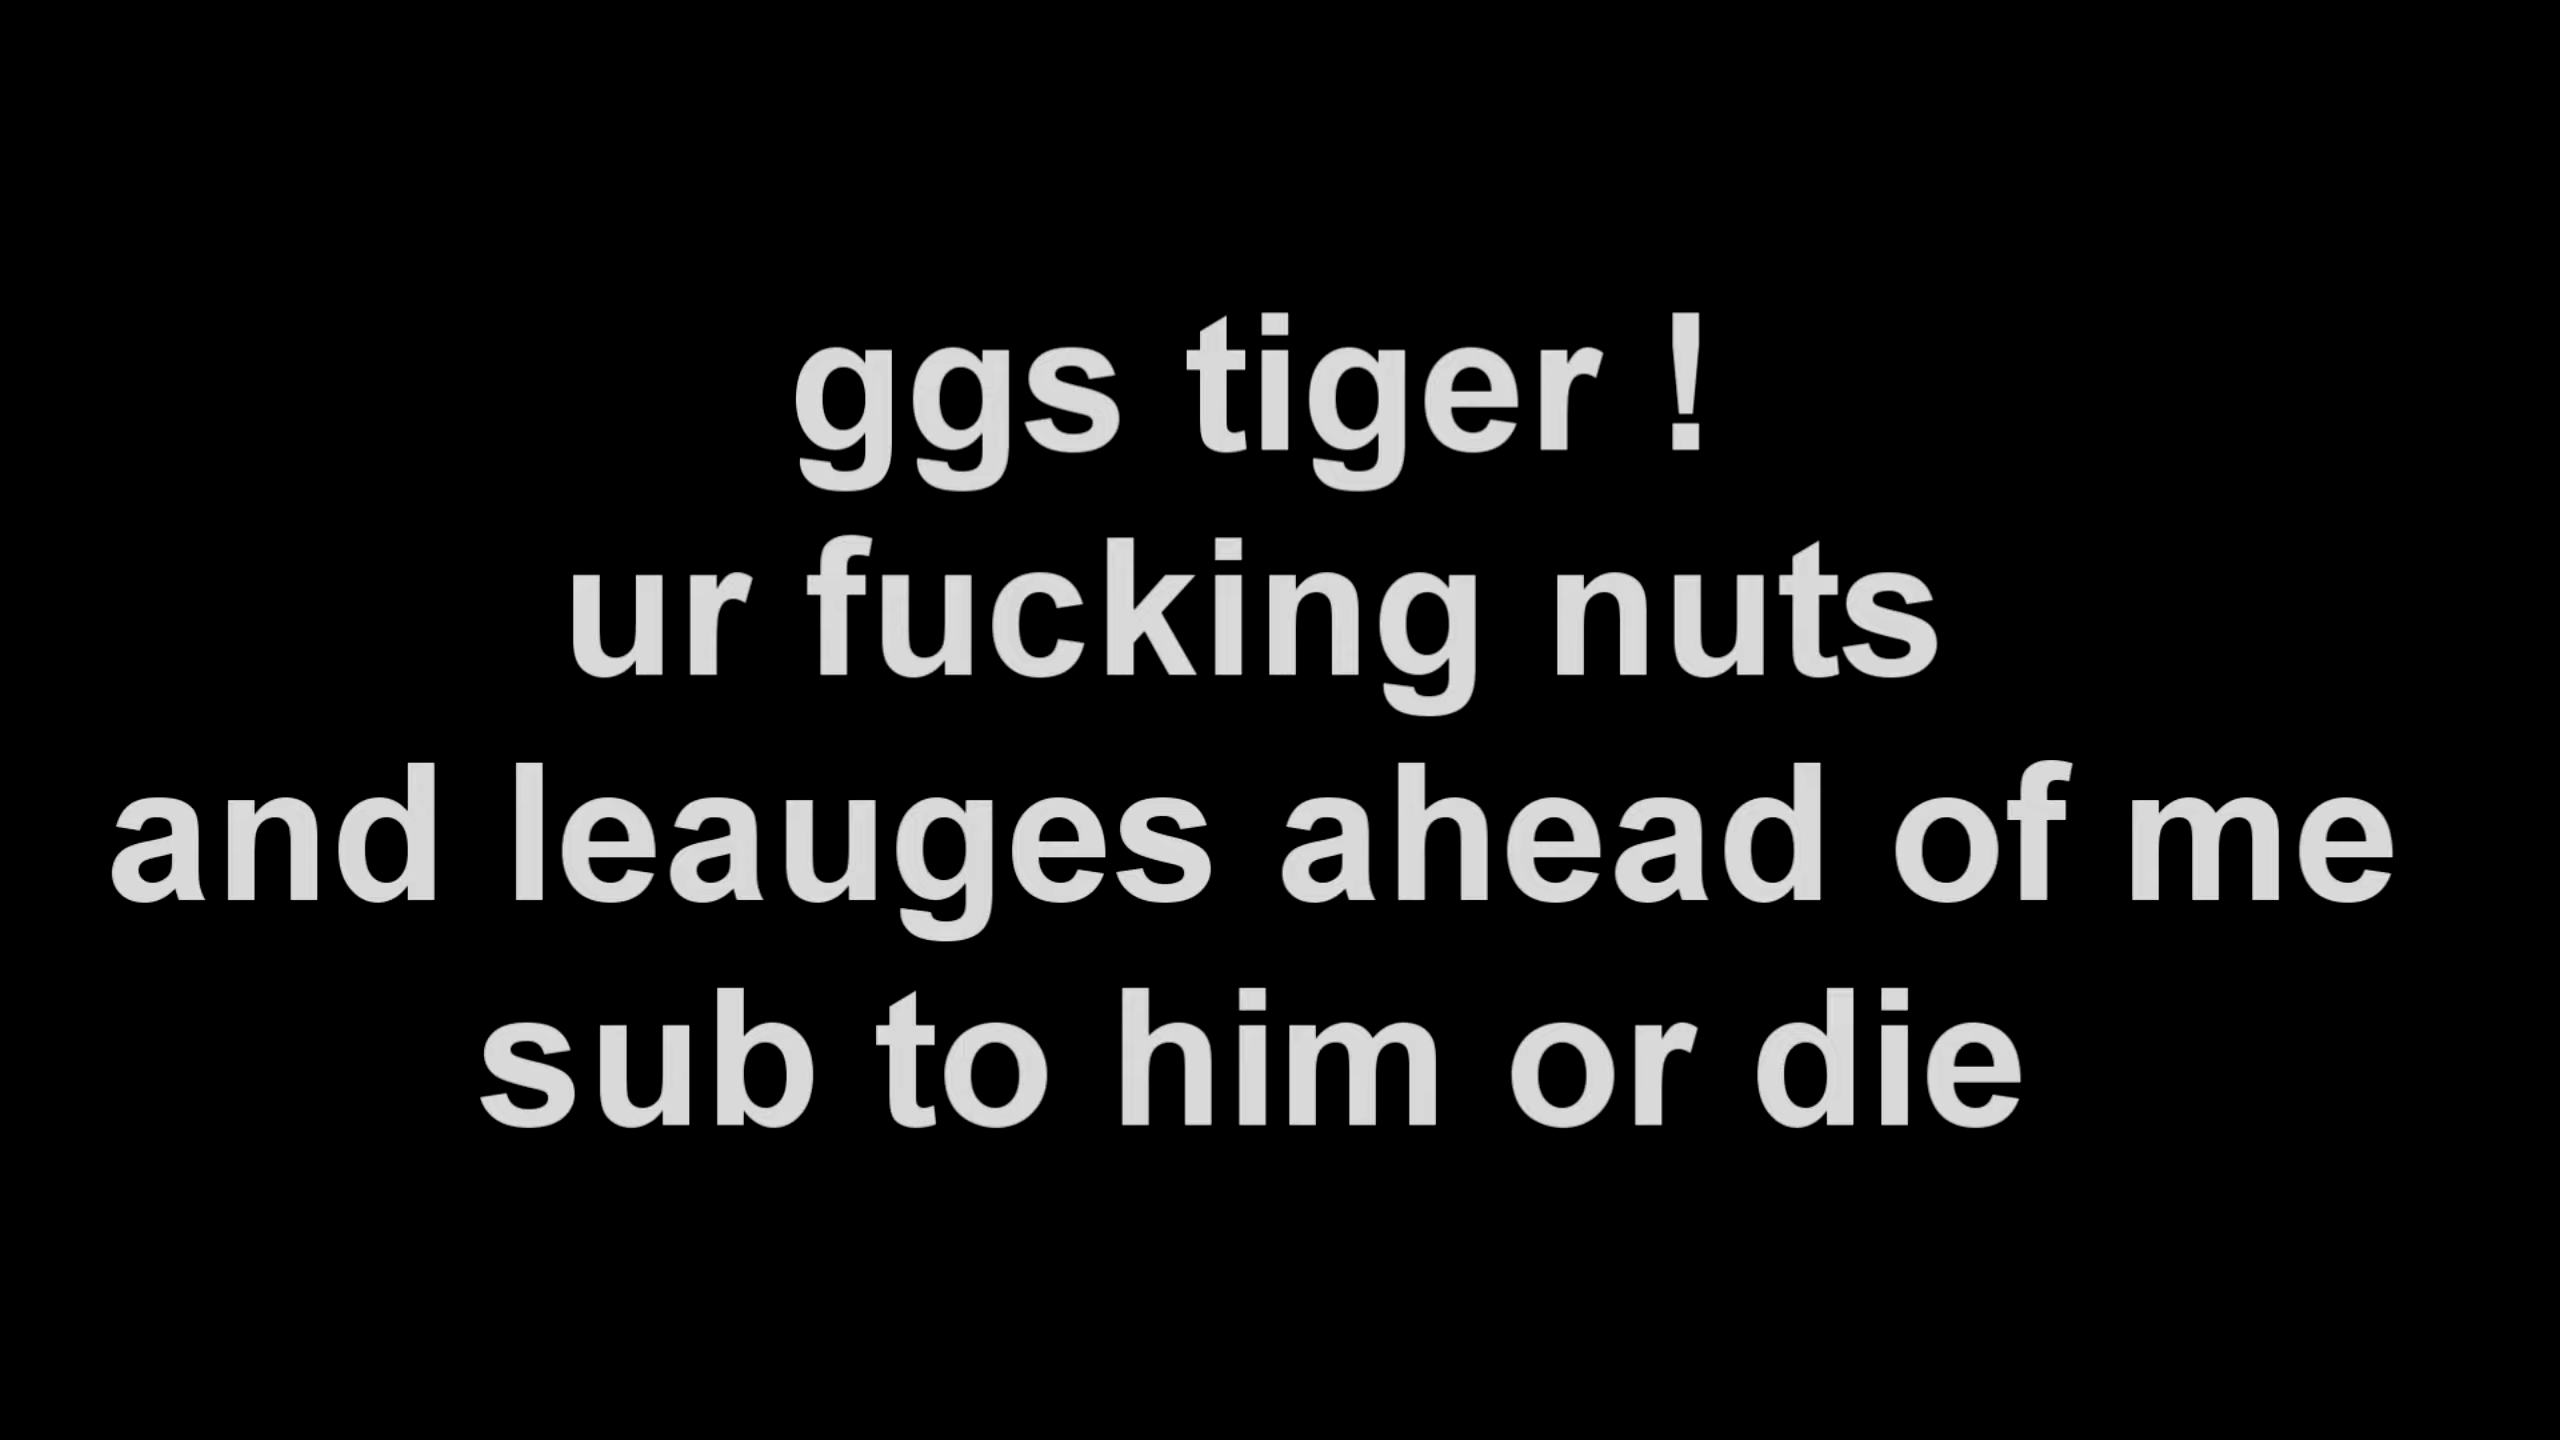 ggs tiger !
ur fucking nuts
and leauges ahead of me
sub to him or die